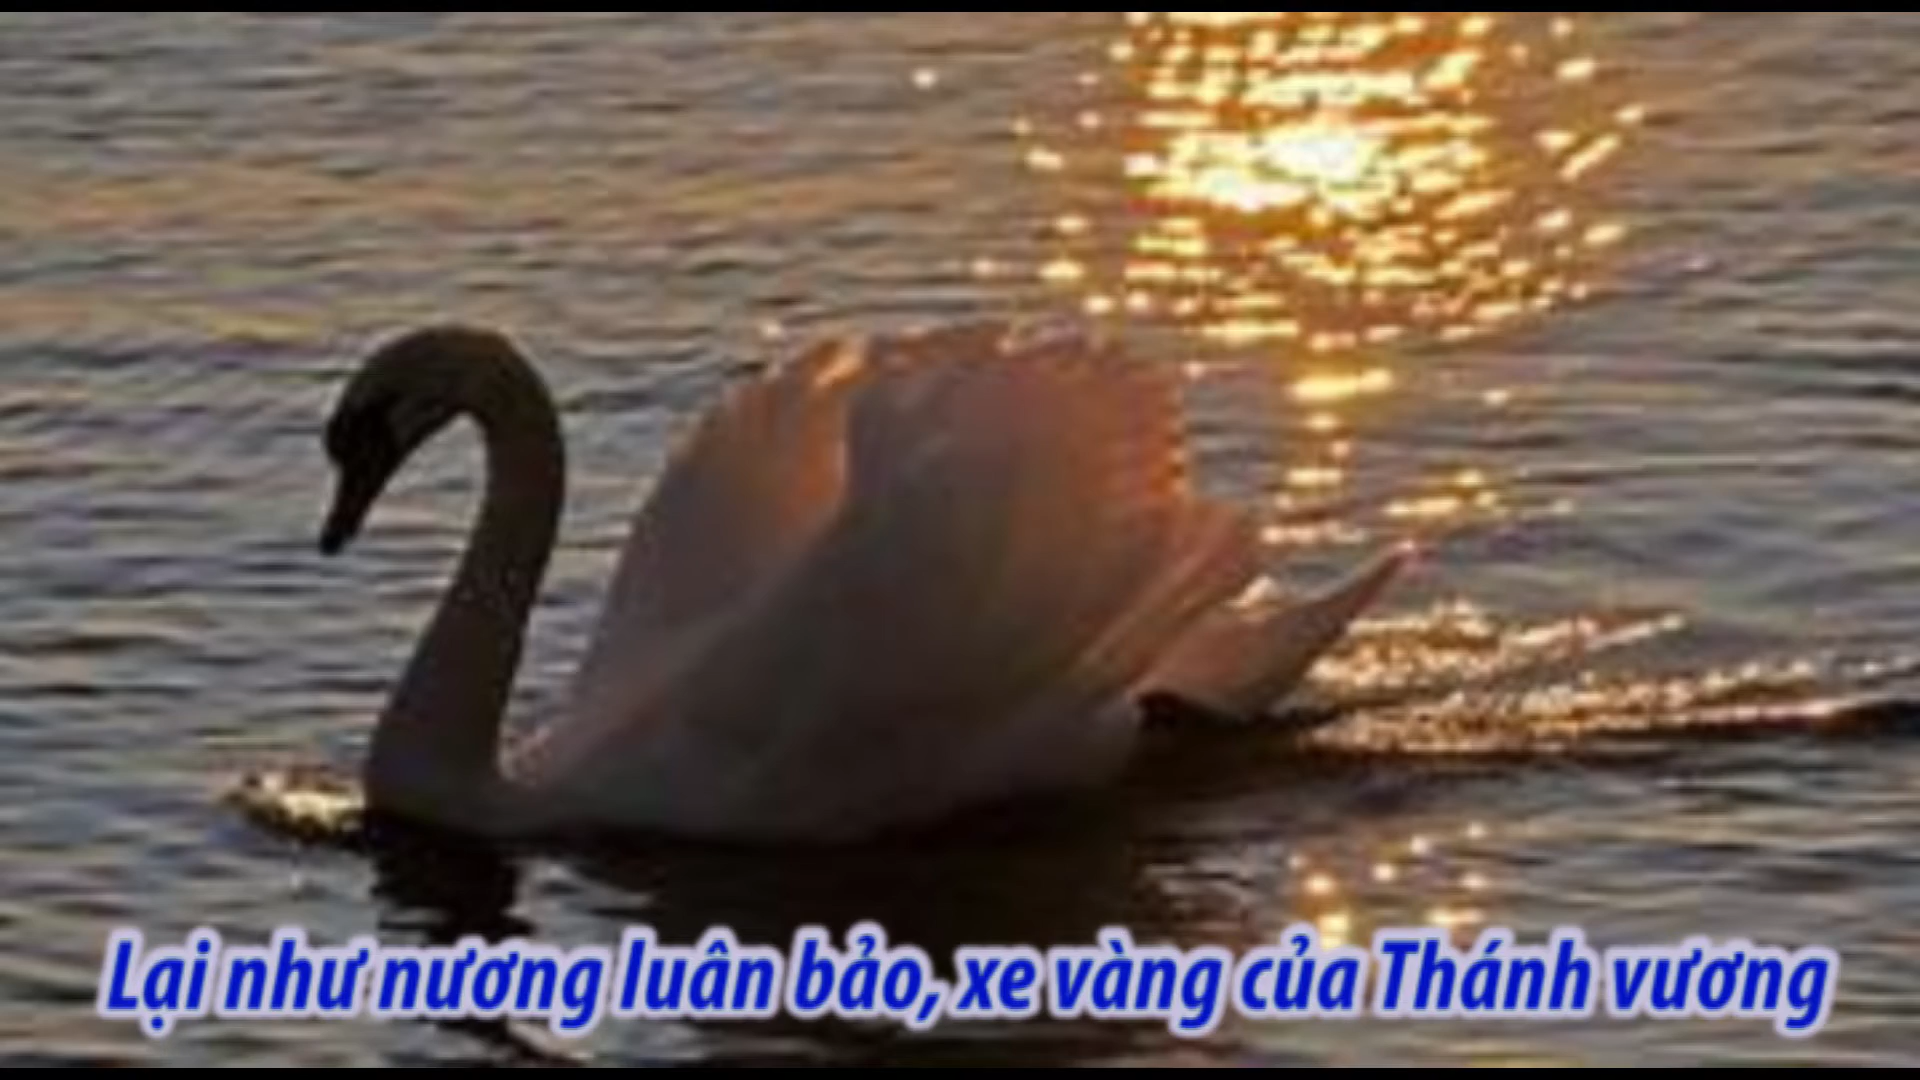 Lại như nương luân bảo, xe vàng của Thánh vương